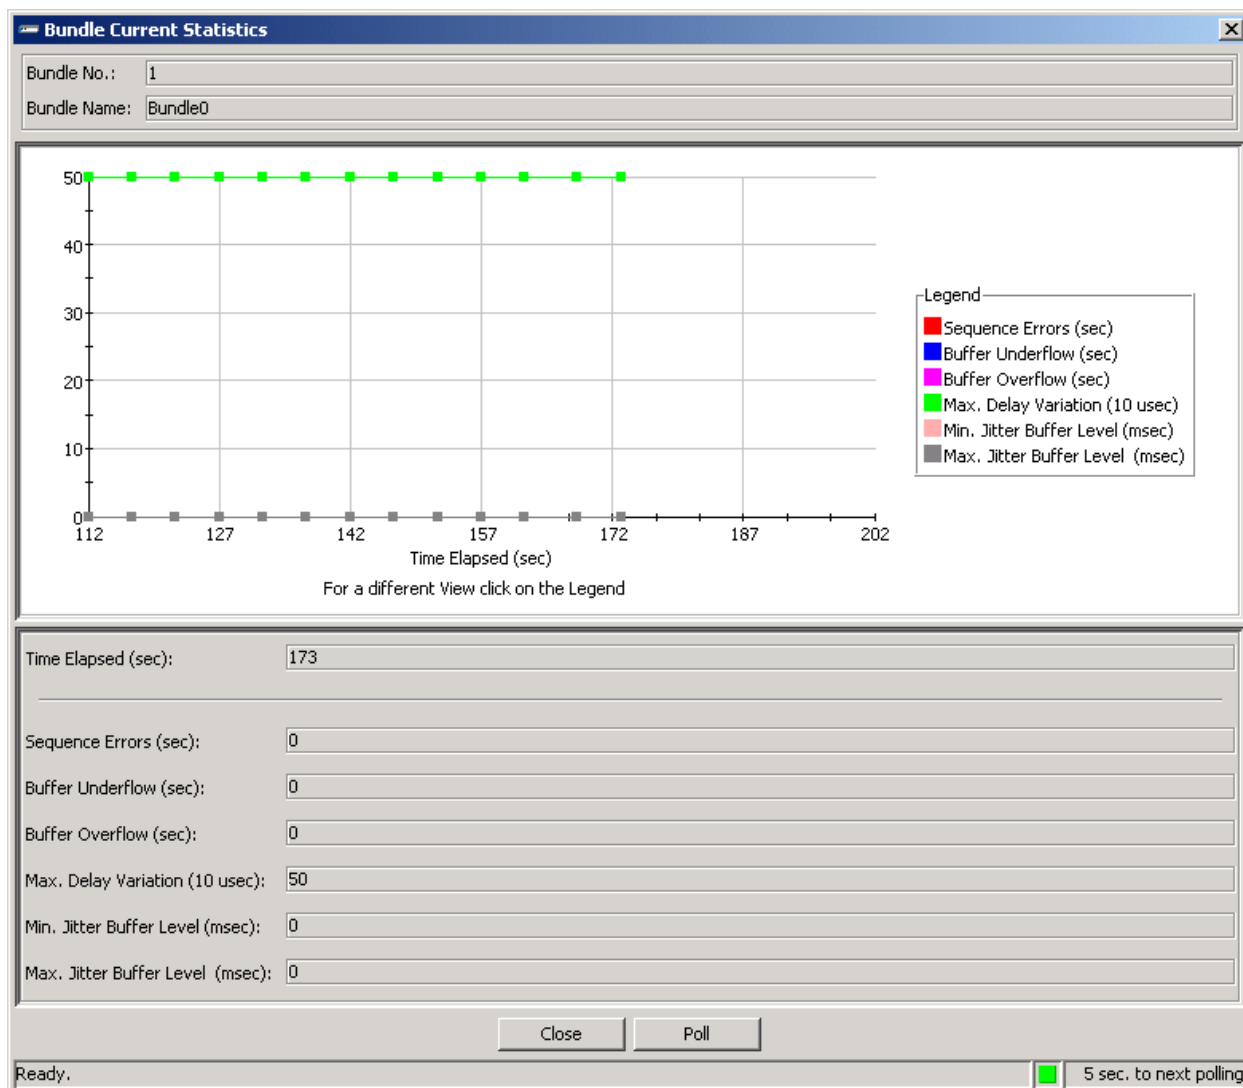 Bundle Current Statistics
Bundle No.: 1
Bundle Name: Bundle0
50
40
30
20
10
0
112 127 142 157 172 187 202
Time Elapsed (sec)
For a different View click on the Legend
Legend
Sequence Errors (sec)
Buffer Underflow (sec)
Buffer Overflow (sec)
Max. Delay Variation (10 usec)
Min. Jitter Buffer Level (msec)
Max. Jitter Buffer Level (msec)
Time Elapsed (sec): 173
Sequence Errors (sec): 0
Buffer Underflow (sec): 0
Buffer Overflow (sec): 0
Max. Delay Variation (10 usec): 50
Min. Jitter Buffer Level (msec): 0
Max. Jitter Buffer Level (msec): 0
Close Poll
Ready. 5 sec. to next polling